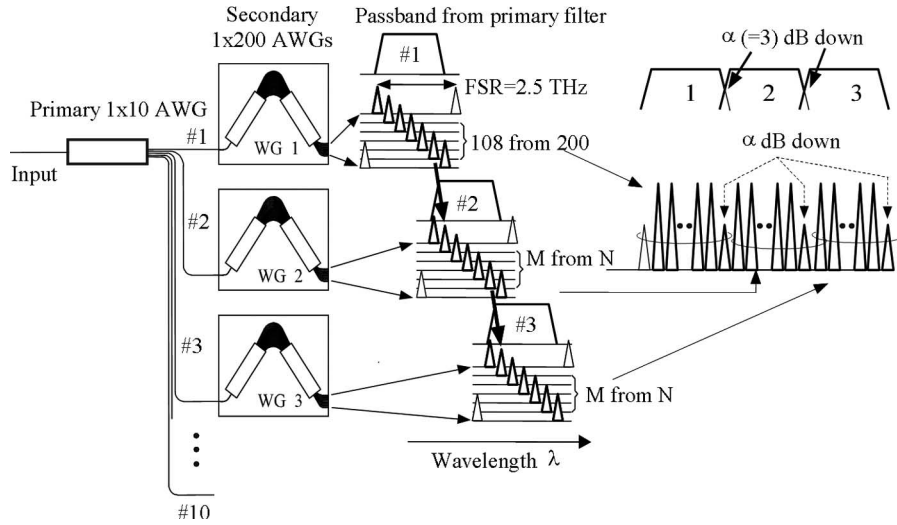 Secondary
1x200 AWGs
Passband from primary filter
α (=3) dB down
#1
FSR=2.5 THz
1 2 3
Primary 1x10 AWG
#1
WG 1
108 from 200
α dB down
Input
#2
#2
WG 2
M from N
#3
#3
WG 3
M from N
Wavelength λ
#10